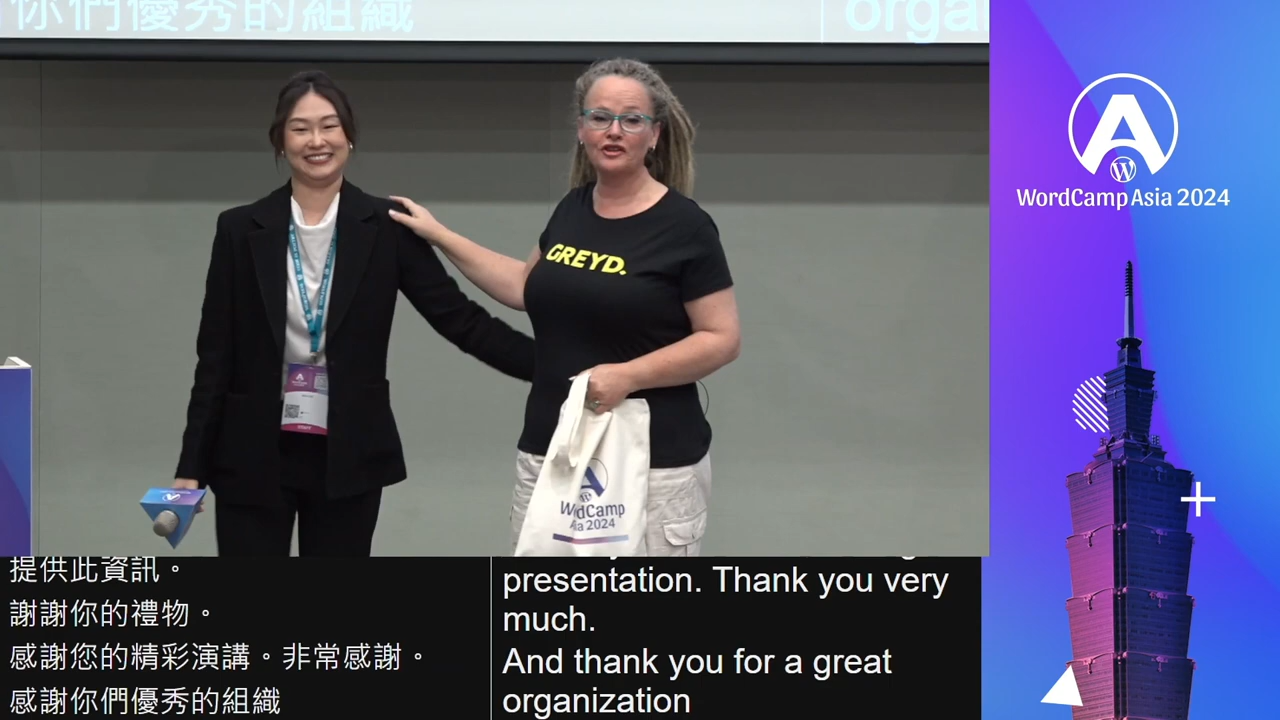 你們優秀的組織
orga
WordCamp Asia 2024
GREYD.
WordCamp
Asia 2024
提供此資訊。
謝謝你的禮物。
感謝您的精彩演講。非常感謝。
感謝你們優秀的組織
presentation. Thank you very
much.
And thank you for a great
organization